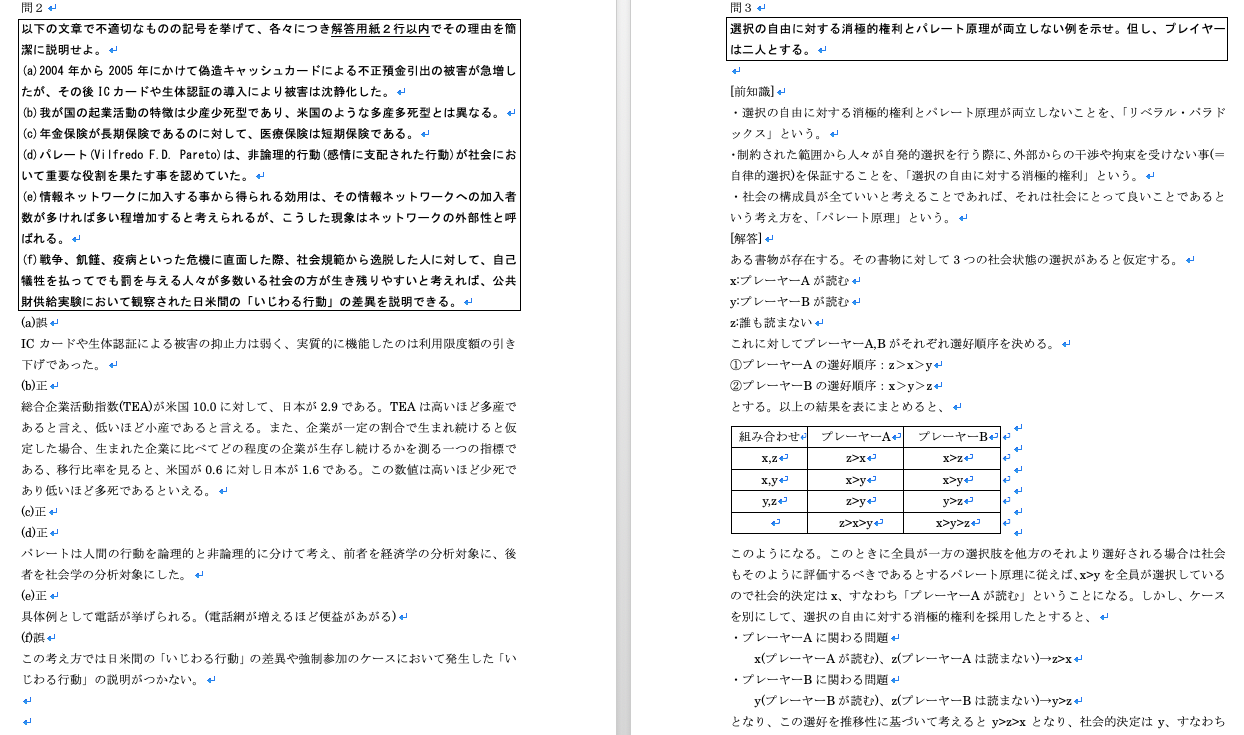 問２
以下の文章で不適切なものの記号を挙げて、各々につき解答用紙２行以内でその理由を簡
潔に説明せよ。
(a)2004 年から 2005 年にかけて偽造キャッシュカードによる不正預金引出の被害が急増し
たが、その後 IC カードや生体認証の導入により被害は沈静化した。
(b)我が国の起業活動の特徴は少産少死型であり、米国のような多産多死型とは異なる。
(c)年金保険が長期保険であるのに対して、医療保険は短期保険である。
(d)パレート(Vilfredo F.D. Pareto)は、非論理的行動(感情に支配された行動)が社会にお
いて重要な役割を果たす事を認めていた。
(e)情報ネットワークに加入する事から得られる効用は、その情報ネットワークへの加入者
数が多ければ多い程増加すると考えられるが、こうした現象はネットワークの外部性と呼
ばれる。
(f)戦争、飢饉、疫病といった危機に直面した際、社会規範から逸脱した人に対して、自己
犠牲を払ってでも罰を与える人々が多数いる社会の方が生き残りやすいと考えれば、公共
財供給実験において観察された日米間の「いじわる行動」の差異を説明できる。
(a)誤
IC カードや生体認証による被害の抑止力は弱く、実質的に機能したのは利用限度額の引き
下げであった。
(b)正
総合企業活動指数(TEA)が米国 10.0 に対して、日本が 2.9 である。TEA は高いほど多産で
あると言え、低いほど小産であると言える。また、企業が一定の割合で生まれ続けると仮
定した場合、生まれた企業に比べてどの程度の企業が生存し続けるかを測る一つの指標で
ある、移行比率を見ると、米国が 0.6 に対し日本が 1.6 である。この数値は高いほど少死で
あり低いほど多死であるといえる。
(c)正
(d)正
パレートは人間の行動を論理的と非論理的に分けて考え、前者を経済学の分析対象に、後
者を社会学の分析対象にした。
(e)正
具体例として電話が挙げられる。(電話網が増えるほど便益があがる)
(f)誤
この考え方では日米間の「いじわる行動」の差異や強制参加のケースにおいて発生した「い
じわる行動」の説明がつかない。
問３
選択の自由に対する消極的権利とパレート原理が両立しない例を示せ。但し、プレイヤー
は二人とする。
[前知識]
・選択の自由に対する消極的権利とパレート原理が両立しないことを、「リベラル・パラド
ックス」という。
・制約された範囲から人々が自発的選択を行う際に、外部からの干渉や拘束を受けない事(＝
自律的選択)を保証することを、「選択の自由に対する消極的権利」という。
・社会の構成員が全ていいと考えることであれば、それは社会にとって良いことであると
いう考え方を、「パレート原理」という。
[解答]
ある書物が存在する。その書物に対して 3 つの社会状態の選択があると仮定する。
x:プレーヤーA が読む
y:プレーヤーB が読む
z:誰も読まない
これに対してプレーヤーA,B がそれぞれ選好順序を決める。
①プレーヤーA の選好順序：z＞x＞y
②プレーヤーB の選好順序：x＞y＞z
とする。以上の結果を表にまとめると、
組み合わせ プレーヤーA プレーヤーB
x,z z>x x>z
x,y x>y x>y
y,z z>y y>z
z>x>y x>y>z
このようになる。このときに全員が一方の選択肢を他方のそれより選好される場合は社会
もそのように評価するべきであるとするパレート原理に従えば、x>y を全員が選択している
ので社会的決定は x、すなわち「プレーヤーA が読む」ということになる。しかし、ケース
を別にして、選択の自由に対する消極的権利を採用したとすると、
・プレーヤーA に関わる問題
x(プレーヤーA が読む)、z(プレーヤーA は読まない)→z>x
・プレーヤーB に関わる問題
y(プレーヤーB が読む)、z(プレーヤーB は読まない)→y>z
となり、この選好を推移性に基づいて考えると y>z>x となり、社会的決定は y、すなわち